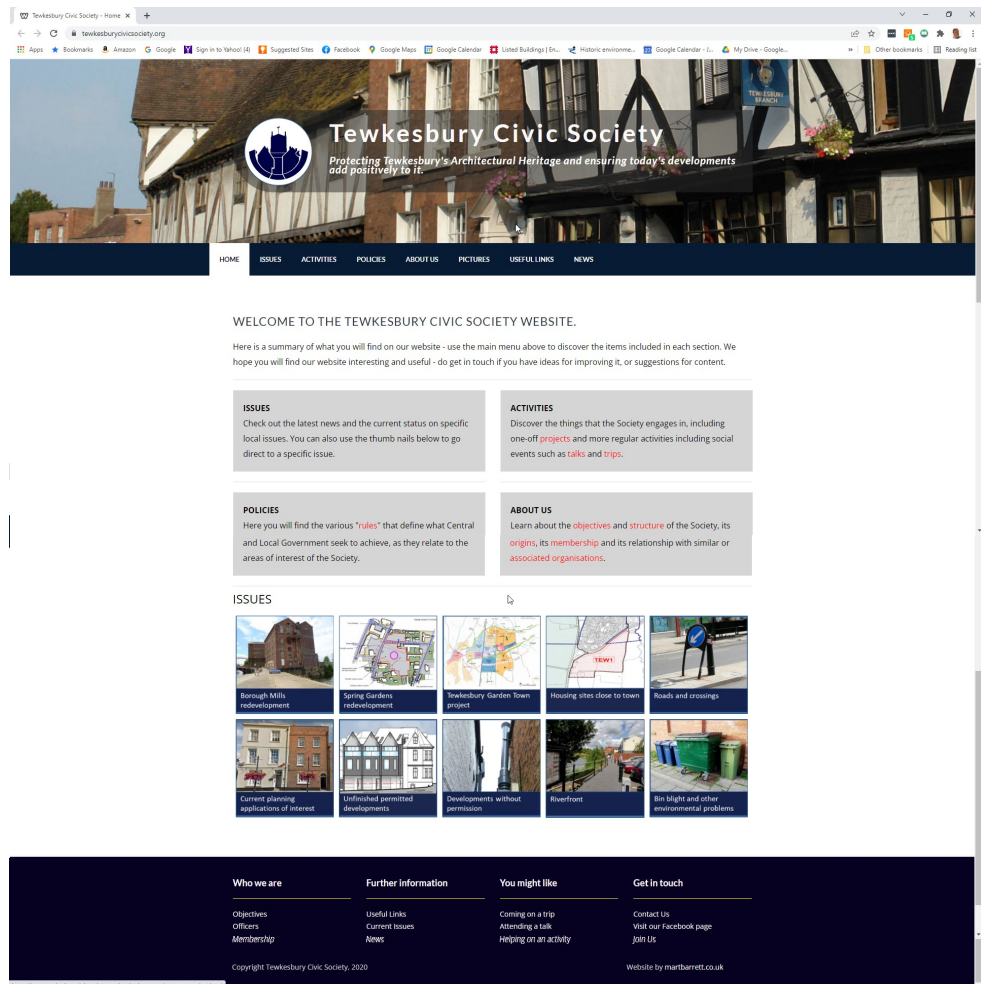 Tewkesbury Civic Society - Home
tewkesburycivicsociety.org
Apps Bookmarks Amazon Google Sign in to Yahoo! (4) Suggested Sites Facebook Google Maps Google Calendar Listed Buildings | En... Historic environme... Google Calendar - J... My Drive - Google... Other bookmarks Reading list
TEWKESBURY
BRANCH
Tewkesbury Civic Society
Protecting Tewkesbury's Architectural Heritage and ensuring today's developments
add positively to it.
HOME ISSUES ACTIVITIES POLICIES ABOUT US PICTURES USEFUL LINKS NEWS
WELCOME TO THE TEWKESBURY CIVIC SOCIETY WEBSITE.
Here is a summary of what you will find on our website - use the main menu above to discover the items included in each section. We
hope you will find our website interesting and useful - do get in touch if you have ideas for improving it, or suggestions for content.
ISSUES
Check out the latest news and the current status on specific
local issues. You can also use the thumb nails below to go
direct to a specific issue.
ACTIVITIES
Discover the things that the Society engages in, including
one-off projects and more regular activities including social
events such as talks and trips.
POLICIES
Here you will find the various "rules" that define what Central
and Local Government seek to achieve, as they relate to the
areas of interest of the Society.
ABOUT US
Learn about the objectives and structure of the Society, its
origins, its membership and its relationship with similar or
associated organisations.
ISSUES
Borough Mills
redevelopment
Spring Gardens
redevelopment
Tewkesbury Garden Town
project
TEW1
Housing sites close to town
Roads and crossings
Current planning
applications of interest
Unfinished permitted
developments
Developments without
permission
Riverfront
Bin blight and other
environmental problems
Who we are
Objectives
Officers
Membership
Further information
Useful Links
Current Issues
News
You might like
Coming on a trip
Attending a talk
Helping on an activity
Get in touch
Contact Us
Visit our Facebook page
Join Us
Copyright Tewkesbury Civic Society, 2020
Website by martbarrett.co.uk